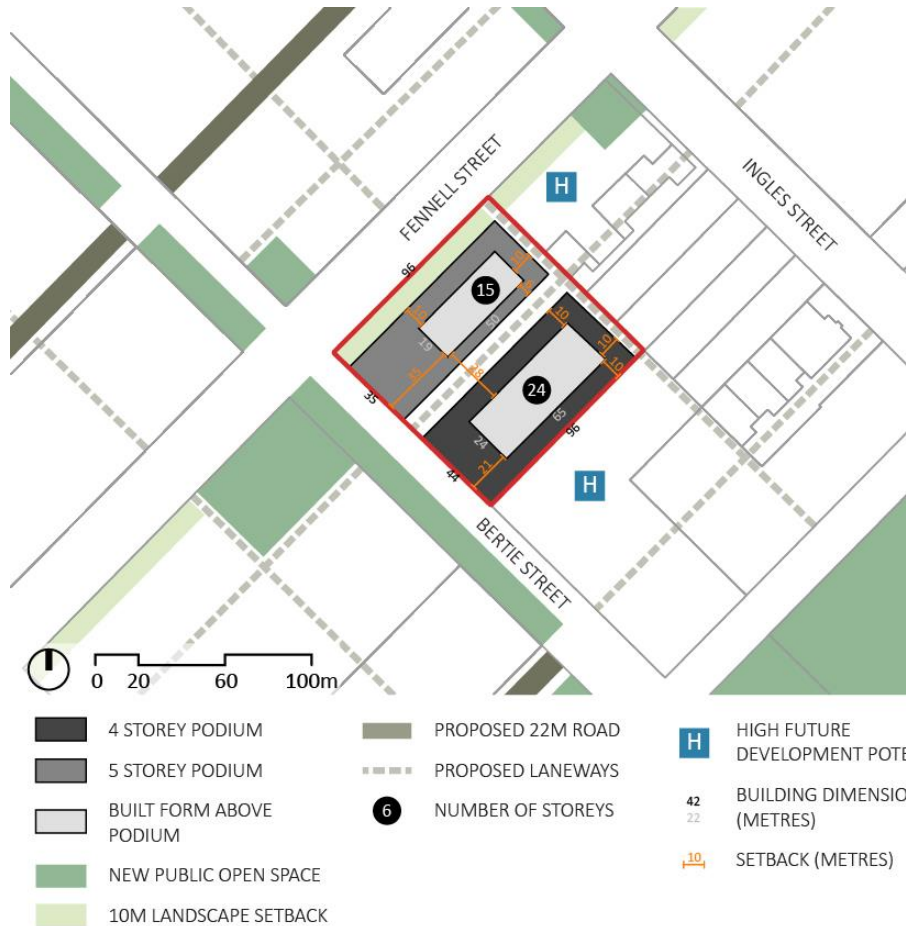 FENNELL STREET
INGLES STREET
H
96
10
15
8
10
50
19
35
18
10
10
10
24
65
96
24
21
35
44
H
BERTIE STREET
0 20 60 100m
4 STOREY PODIUM
5 STOREY PODIUM
BUILT FORM ABOVE
PODIUM
NEW PUBLIC OPEN SPACE
10M LANDSCAPE SETBACK
PROPOSED 22M ROAD
PROPOSED LANEWAYS
6 NUMBER OF STOREYS
H HIGH FUTURE
DEVELOPMENT POTE
42 BUILDING DIMENSIO
22 (METRES)
10 SETBACK (METRES)